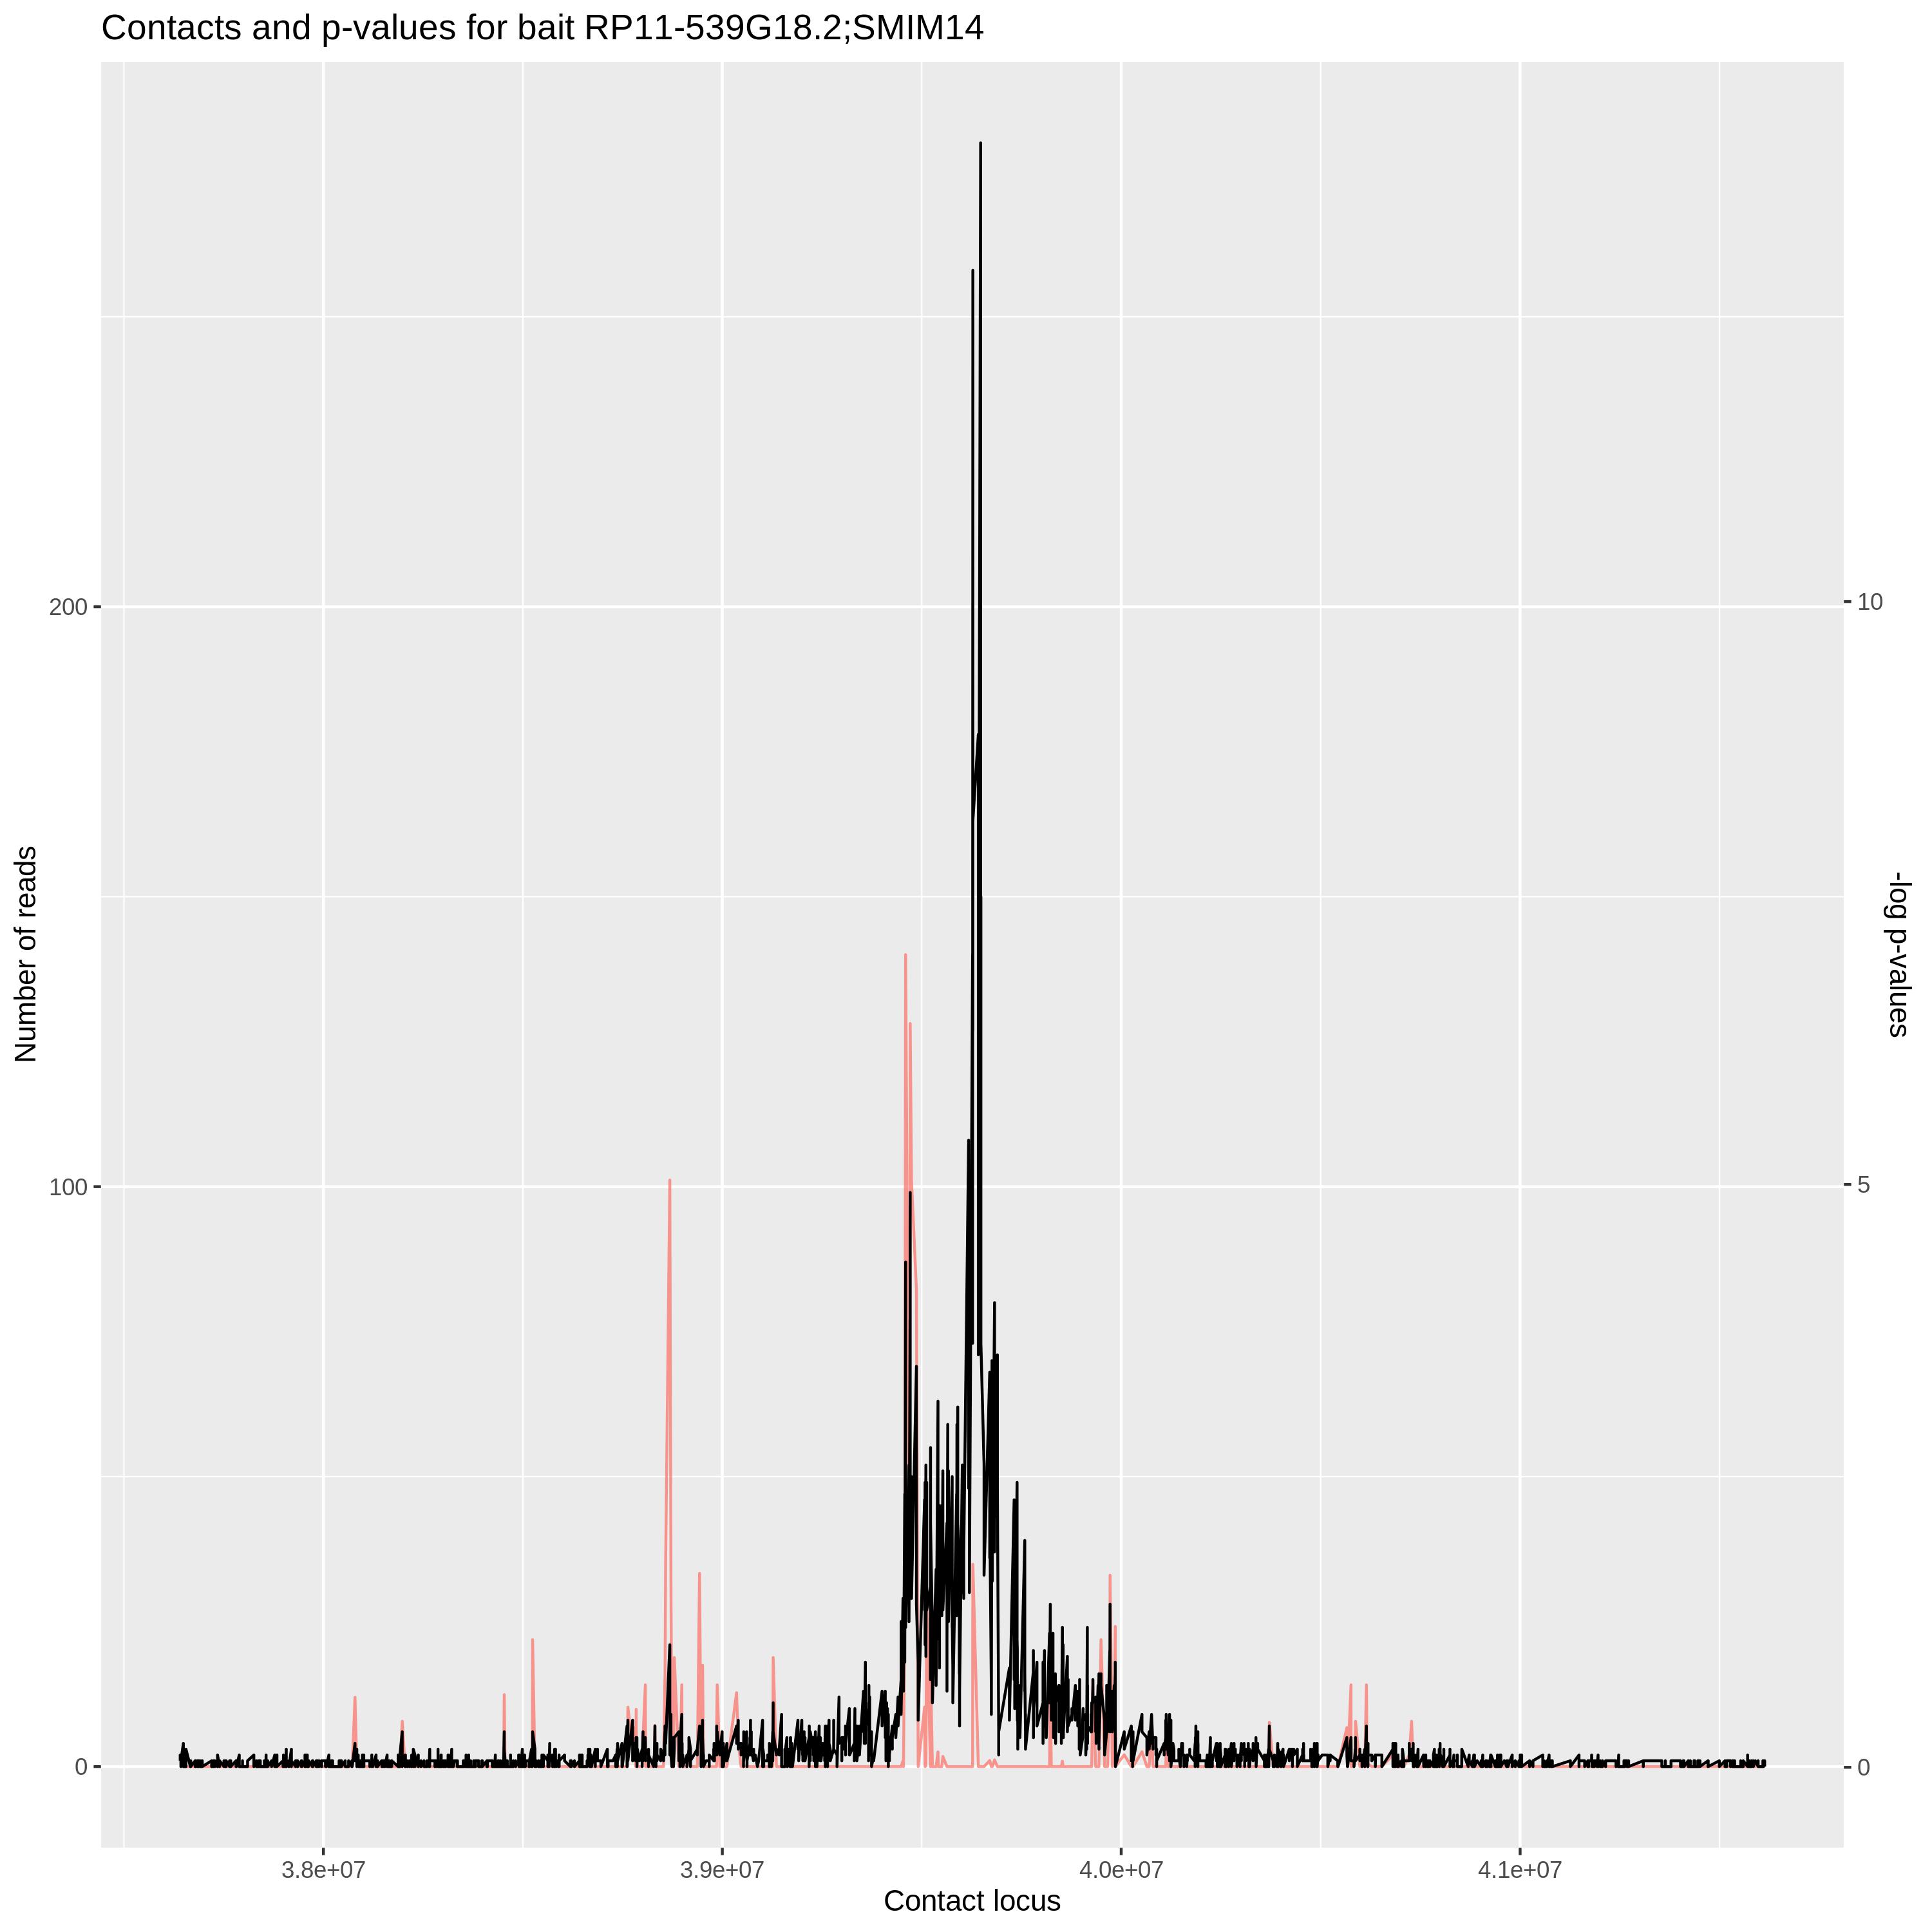 Contacts and p-values for bait RP11-539G18.2;SMIM14
Number of reads
200
100
0
10
5
0
-log p-values
3.8e+07
3.9e+07
4.0e+07
4.1e+07
Contact locus